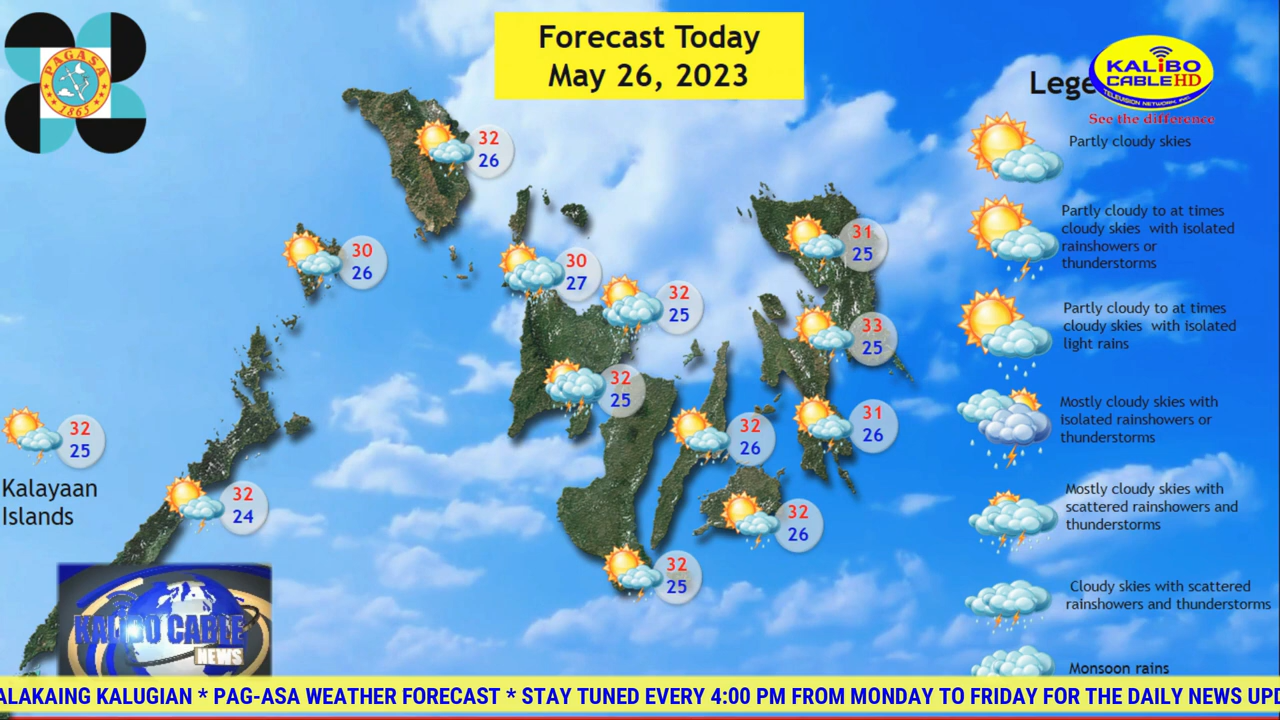 Forecast Today
May 26, 2023
PAGASA
1865
Lege
KALiBO
CABLE HD
TELEVISION NETWORK, INC.
See the difference
Partly cloudy skies
Partly cloudy to at times
cloudy skies with isolated
rainshowers or
thunderstorms
Partly cloudy to at times
cloudy skies with isolated
light rains
Mostly cloudy skies with
isolated rainshowers or
thunderstorms
Mostly cloudy skies with
scattered rainshowers and
thunderstorms
Cloudy skies with scattered
rainshowers and thunderstorms
Monsoon rains
32
26
30
26
30
27
32
25
31
25
33
25
32
25
31
26
32
26
32
25
Kalayaan
Islands
32
24
32
26
32
25
KALIBO CABLE
NEWS
ALAKAING KALUGIAN * PAG-ASA WEATHER FORECAST * STAY TUNED EVERY 4:00 PM FROM MONDAY TO FRIDAY FOR THE DAILY NEWS UPD